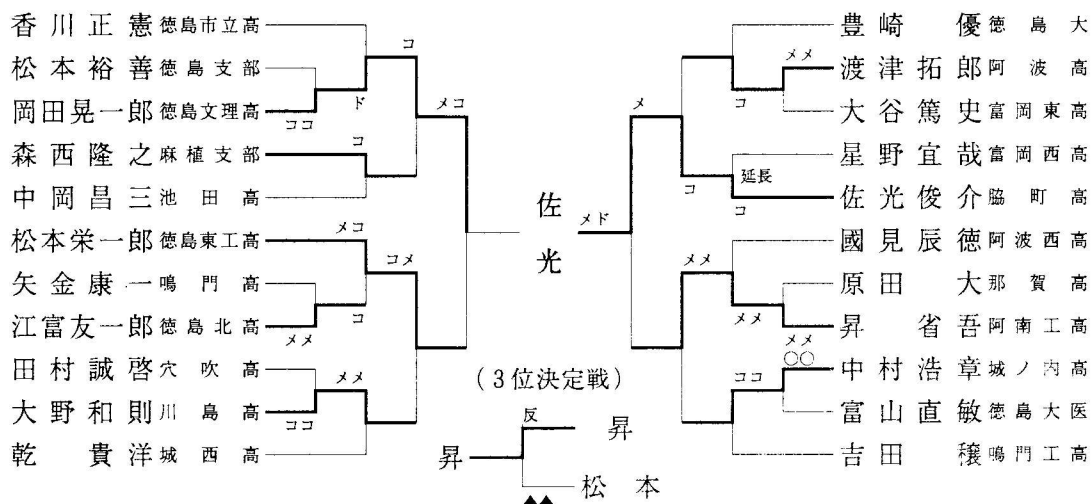 香川正憲 徳島市立高
松本裕善 徳島支部
岡田晃一郎 徳島文理高
森西隆之 麻植支部
中岡昌三 池田高
松本栄一郎 徳島東工高
矢金康一 鳴門高
江富友一郎 徳島北高
田村誠啓 穴吹高
大野和則 川島高
乾貴洋 城西高
ココ
ド
コ
コ
メコ
メコ
メメ
コ
コメ
ココ
メメ
佐光
メド
豊崎優 徳島大
渡津拓郎 阿波高
大谷篤史 富岡東高
星野宜哉 富岡西高
佐光俊介 脇町高
國見辰徳 阿波西高
原田大 那賀高
昇省吾 阿南工高
中村浩章 城ノ内高
富山直敏 徳島大医
吉田穣 鳴門工高
メメ
コ
メ
延長
コ
コ
メメ
メメ
メメ
○○
ココ
(3位決定戦)
反
昇
昇
松本
▲▲